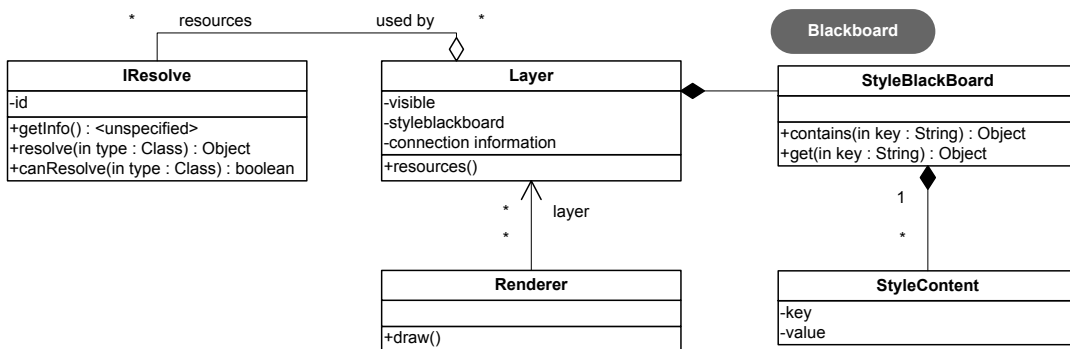 * resources used by *
Blackboard
IResolve
-id
+getInfo() : <unspecified>
+resolve(in type : Class) : Object
+canResolve(in type : Class) : boolean
Layer
-visible
-styleblackboard
-connection information
+resources()
StyleBlackBoard
+contains(in key : String) : Object
+get(in key : String) : Object
* layer
*
1
*
Renderer
+draw()
StyleContent
-key
-value